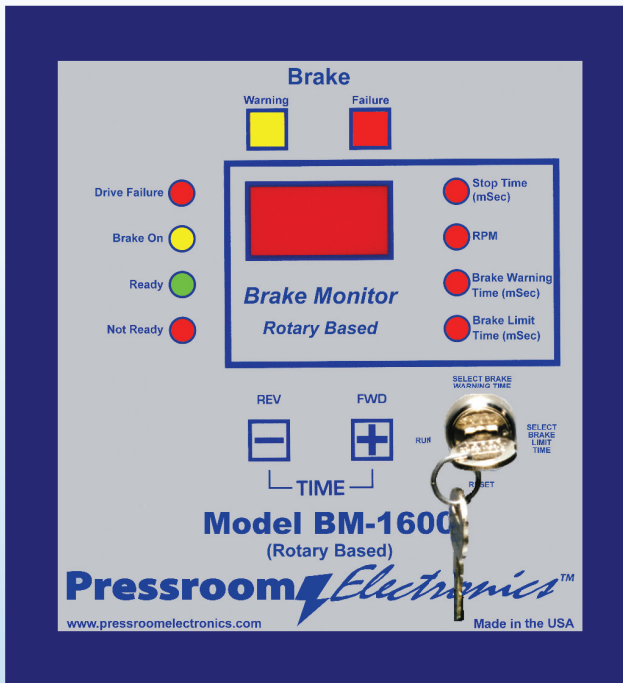 Brake
Warning
Failure
Drive Failure
Brake On
Ready
Not Ready
Stop Time
(mSec)
RPM
Brake Warning
Time (mSec)
Brake Limit
Time (mSec)
Brake Monitor
Rotary Based
REV
FWD
TIME
SELECT BRAKE
WARNING TIME
RUN
SELECT
BRAKE
LIMIT
TIME
RESET
Model BM-1600
(Rotary Based)
Pressroom Electronics™
www.pressroomelectronics.com
Made in the USA